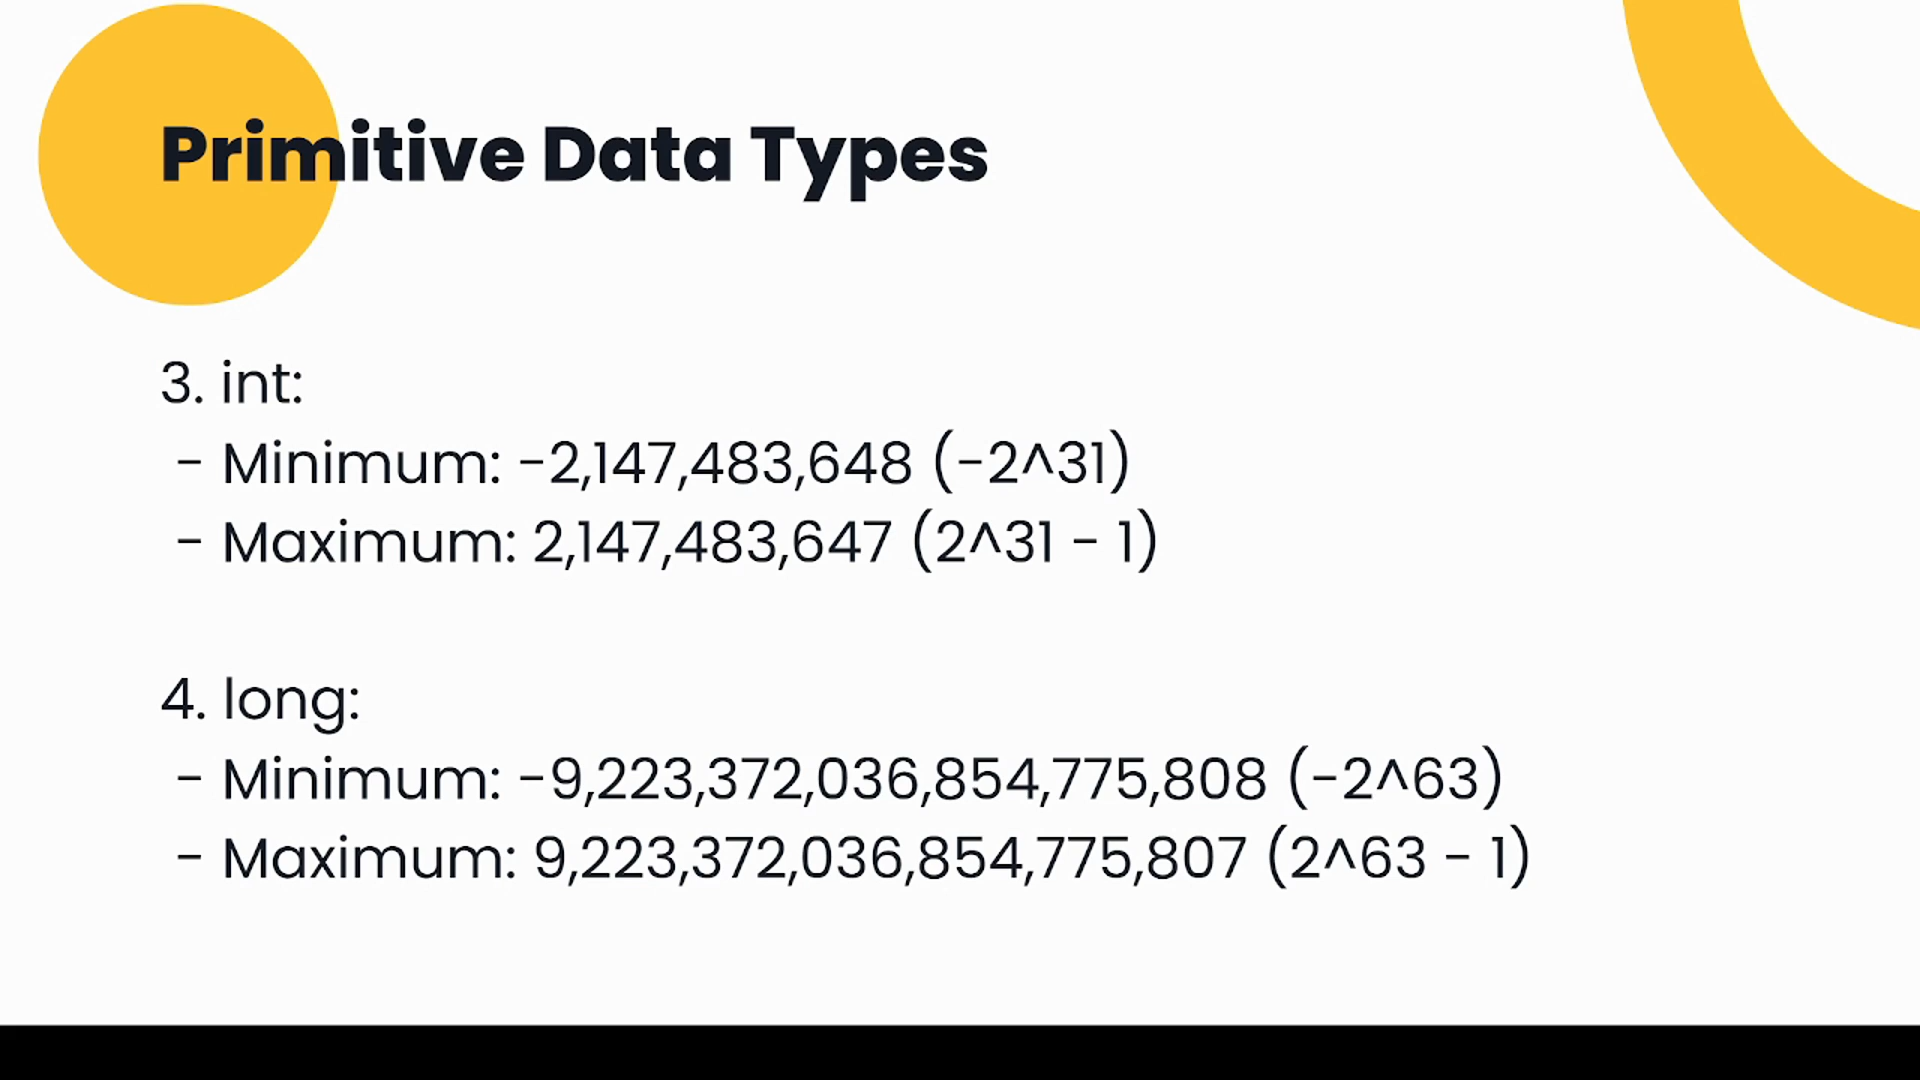 Primitive Data Types
3. int:
- Minimum: -2,147,483,648 (-2^31)
- Maximum: 2,147,483,647 (2^31 - 1)
4. long:
- Minimum: -9,223,372,036,854,775,808 (-2^63)
- Maximum: 9,223,372,036,854,775,807 (2^63 - 1)